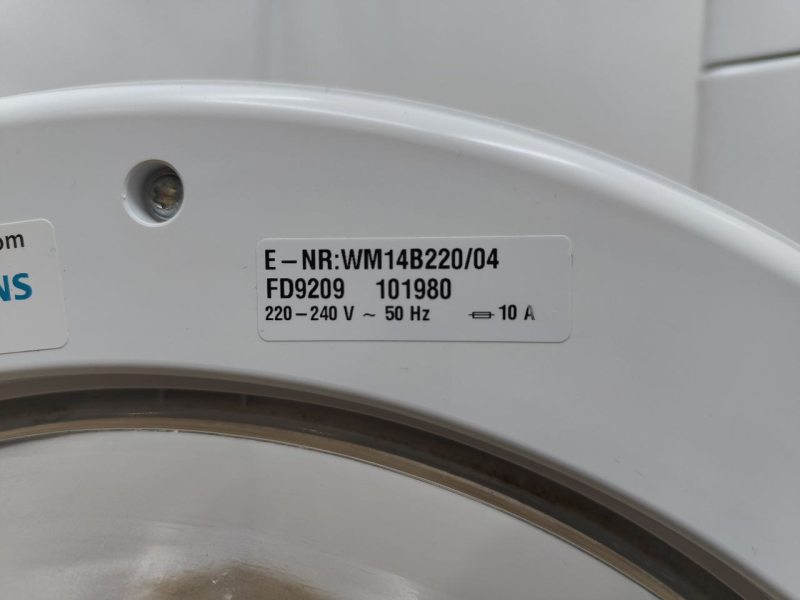 om
NS
E-NR:WM14B220/04
FD9209 101980
220-240 V ~ 50 Hz 10 A